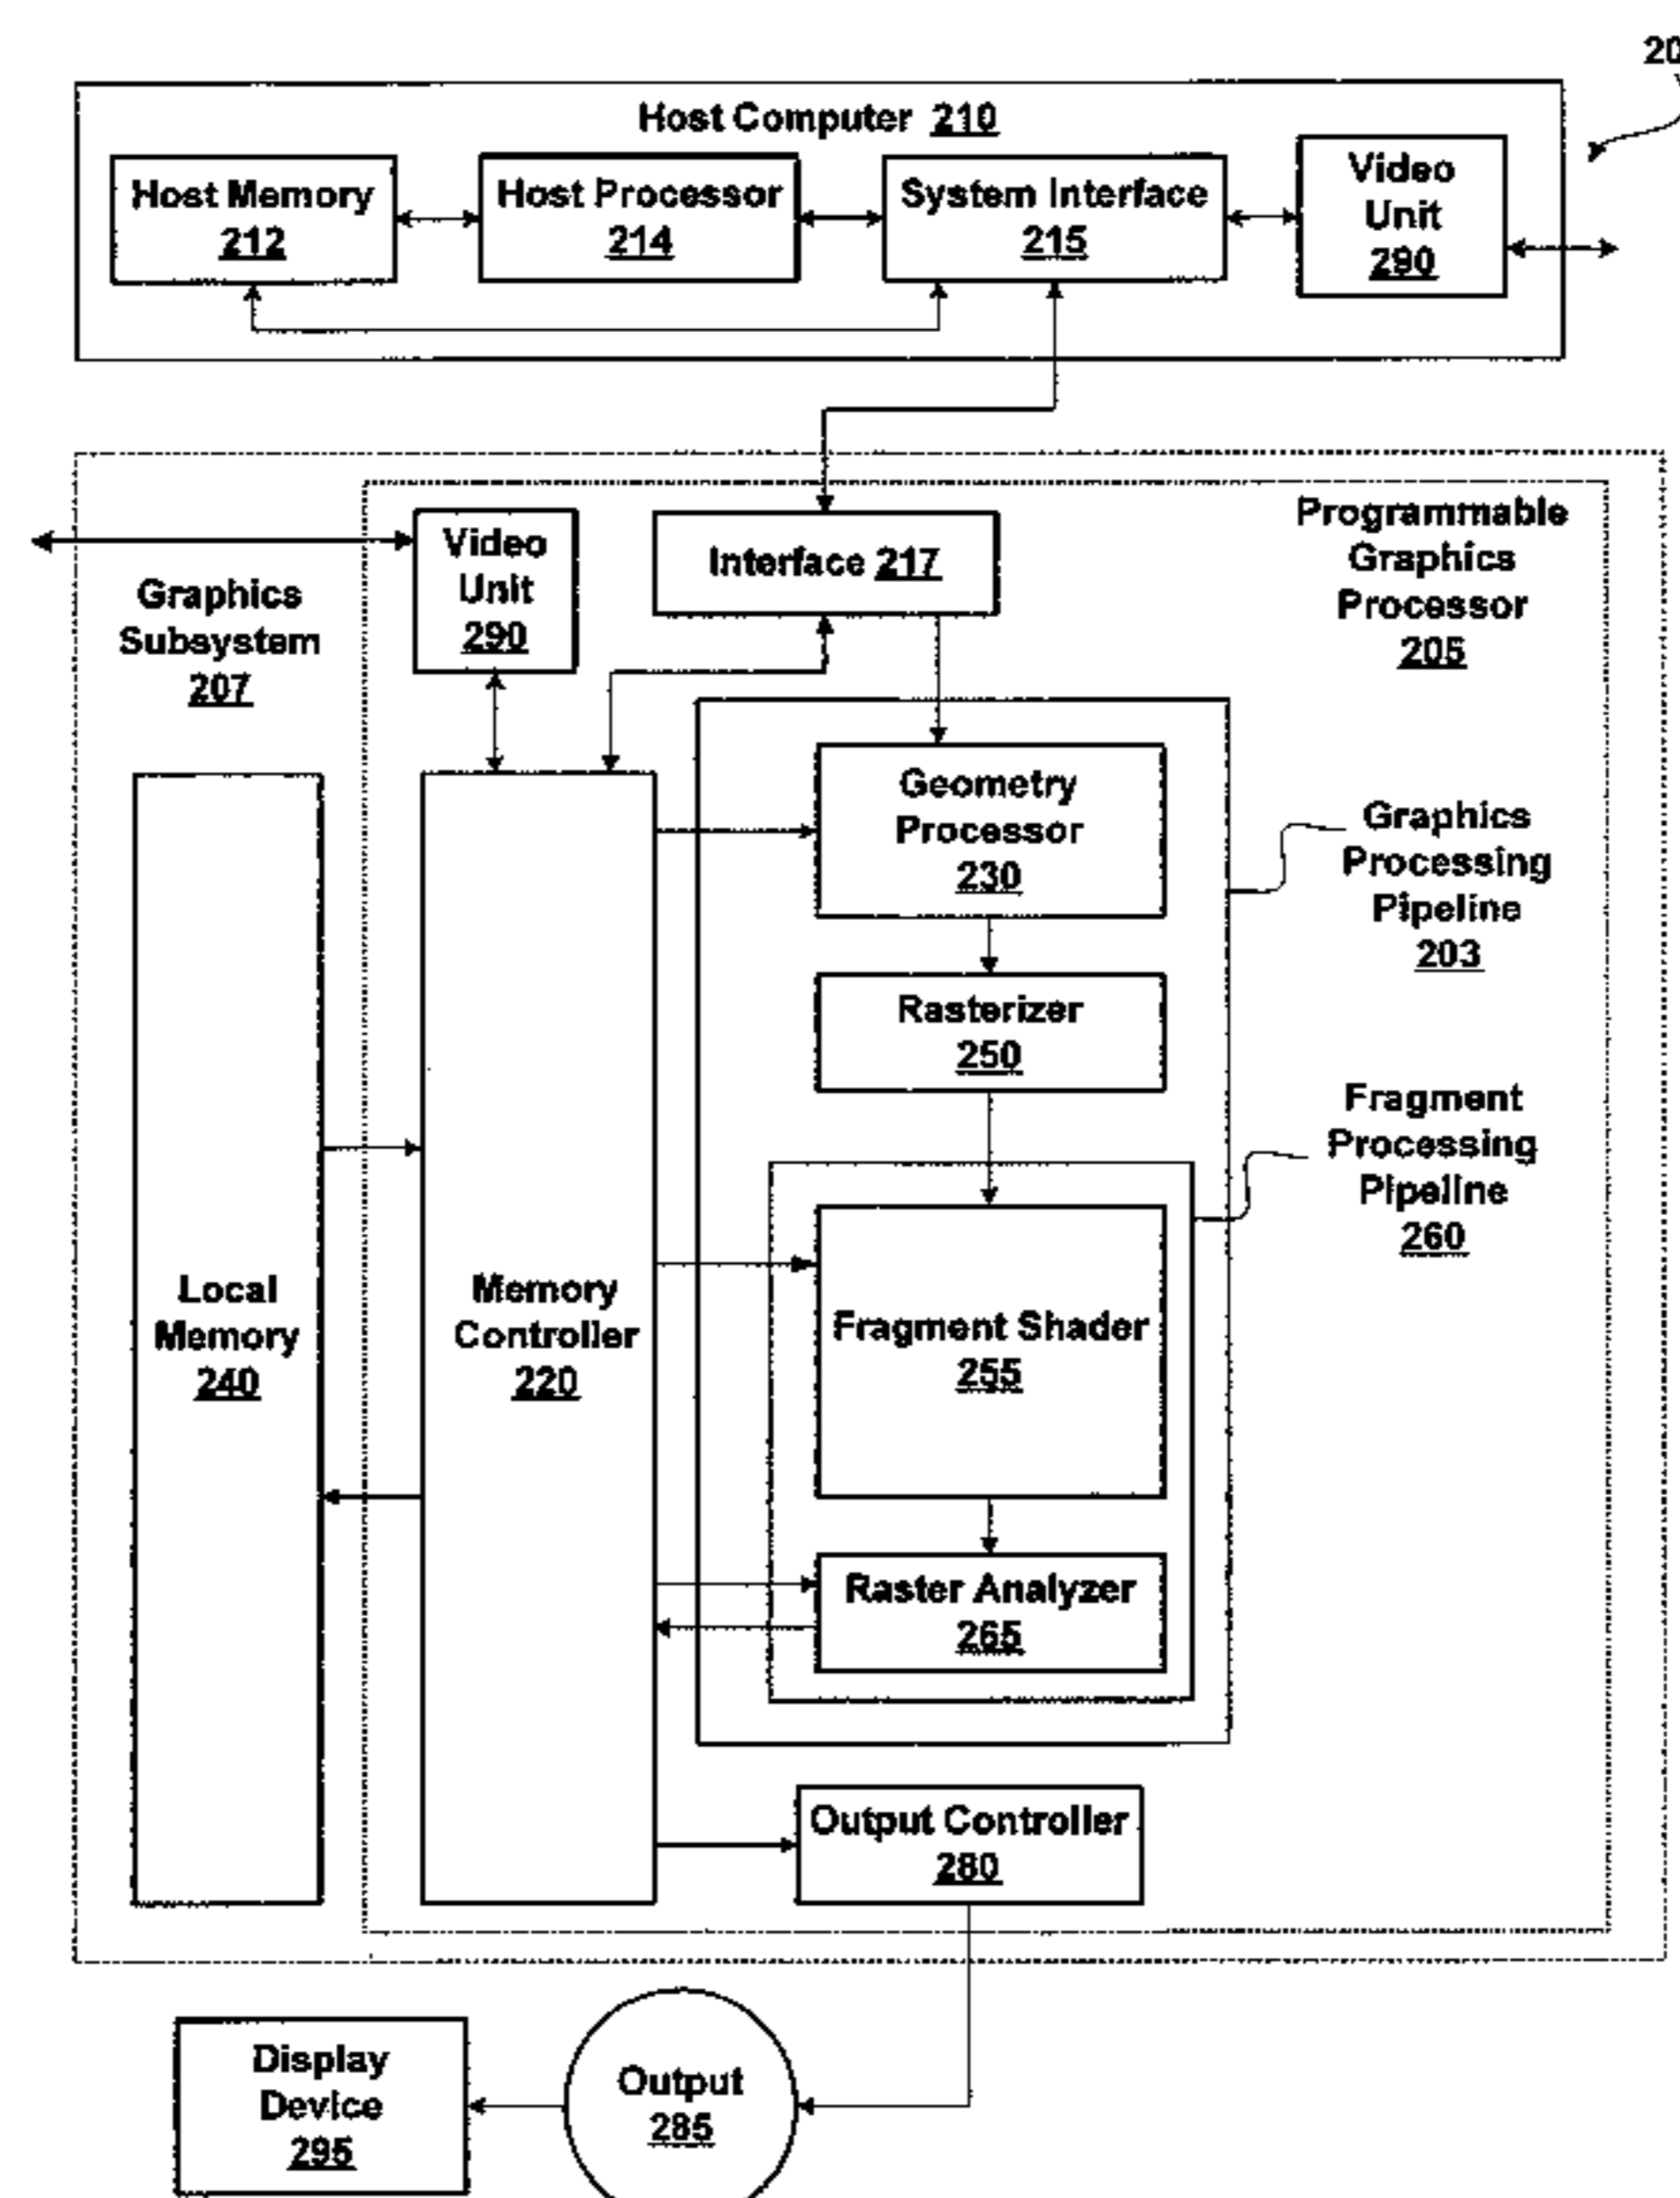 20
Host Computer 210
Host Memory
212
Host Processor
214
System Interface
215
Video
Unit
290
Programmable
Graphics
Processor
205
Video
Unit
290
Interface 217
Graphics
Subsystem
207
Geometry
Processor
230
Graphics
Processing
Pipeline
203
Rasterizer
250
Fragment
Processing
Pipeline
260
Local
Memory
240
Memory
Controller
220
Fragment Shader
255
Raster Analyzer
265
Output Controller
280
Display
Device
295
Output
285